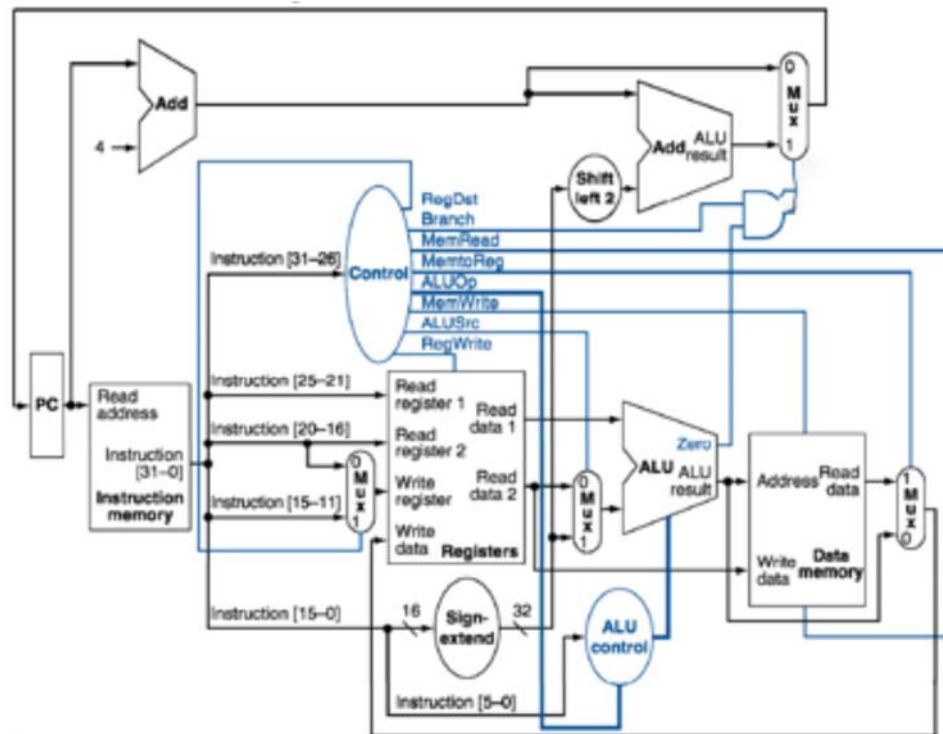 Add
4
0
Mux
1
Add
ALU
result
Shift
left 2
RegDst
Branch
MemRead
MemtoReg
ALUOp
MemWrite
ALUSrc
RegWrite
Control
Instruction [31–26]
PC
Read
address
Instruction
[31–0]
Instruction
memory
Instruction [25–21]
Instruction [20–16]
Instruction [15–11]
0
Mux
1
Read
register 1
Read
register 2
Write
register
Write
data
Read
data 1
Read
data 2
Registers
0
Mux
1
Zero
ALU
ALU
result
Address
Read
data
Write
data
Data
memory
1
Mux
0
Instruction [15–0]
16
Sign-
extend
32
ALU
control
Instruction [5–0]